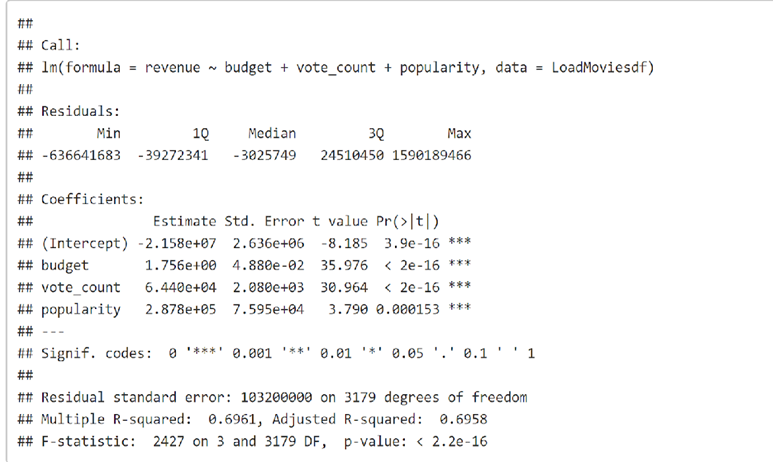 ##
## Call:
## lm(formula = revenue ~ budget + vote_count + popularity, data = LoadMoviesdf)
##
## Residuals:
##        Min         1Q     Median         3Q        Max
## -636641683  -39272341   -3025749   24510450 1590189466
##
## Coefficients:
##               Estimate Std. Error t value Pr(>|t|)
## (Intercept) -2.158e+07  2.636e+06  -8.185  3.9e-16 ***
## budget       1.756e+00  4.880e-02  35.976  < 2e-16 ***
## vote_count   6.440e+04  2.080e+03  30.964  < 2e-16 ***
## popularity   2.878e+05  7.595e+04   3.790 0.000153 ***
## ---
## Signif. codes:  0 '***' 0.001 '**' 0.01 '*' 0.05 '.' 0.1 ' ' 1
##
## Residual standard error: 103200000 on 3179 degrees of freedom
## Multiple R-squared:  0.6961, Adjusted R-squared:  0.6958
## F-statistic:  2427 on 3 and 3179 DF,  p-value: < 2.2e-16